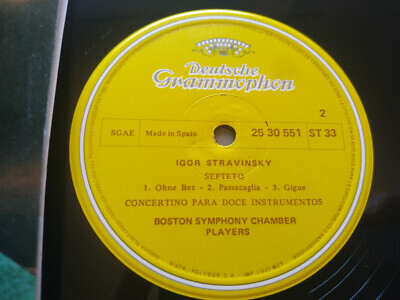 Deutsche
Grammophon
2
SGAE
Made in Spain
25 30 551
ST 33
IGOR STRAVINSKY
SEPTETO
1. Ohne Bez - 2. Passacaglia - 3. Gigue
CONCERTINO PARA DOCE INSTRUMENTOS
BOSTON SYMPHONY CHAMBER
PLAYERS